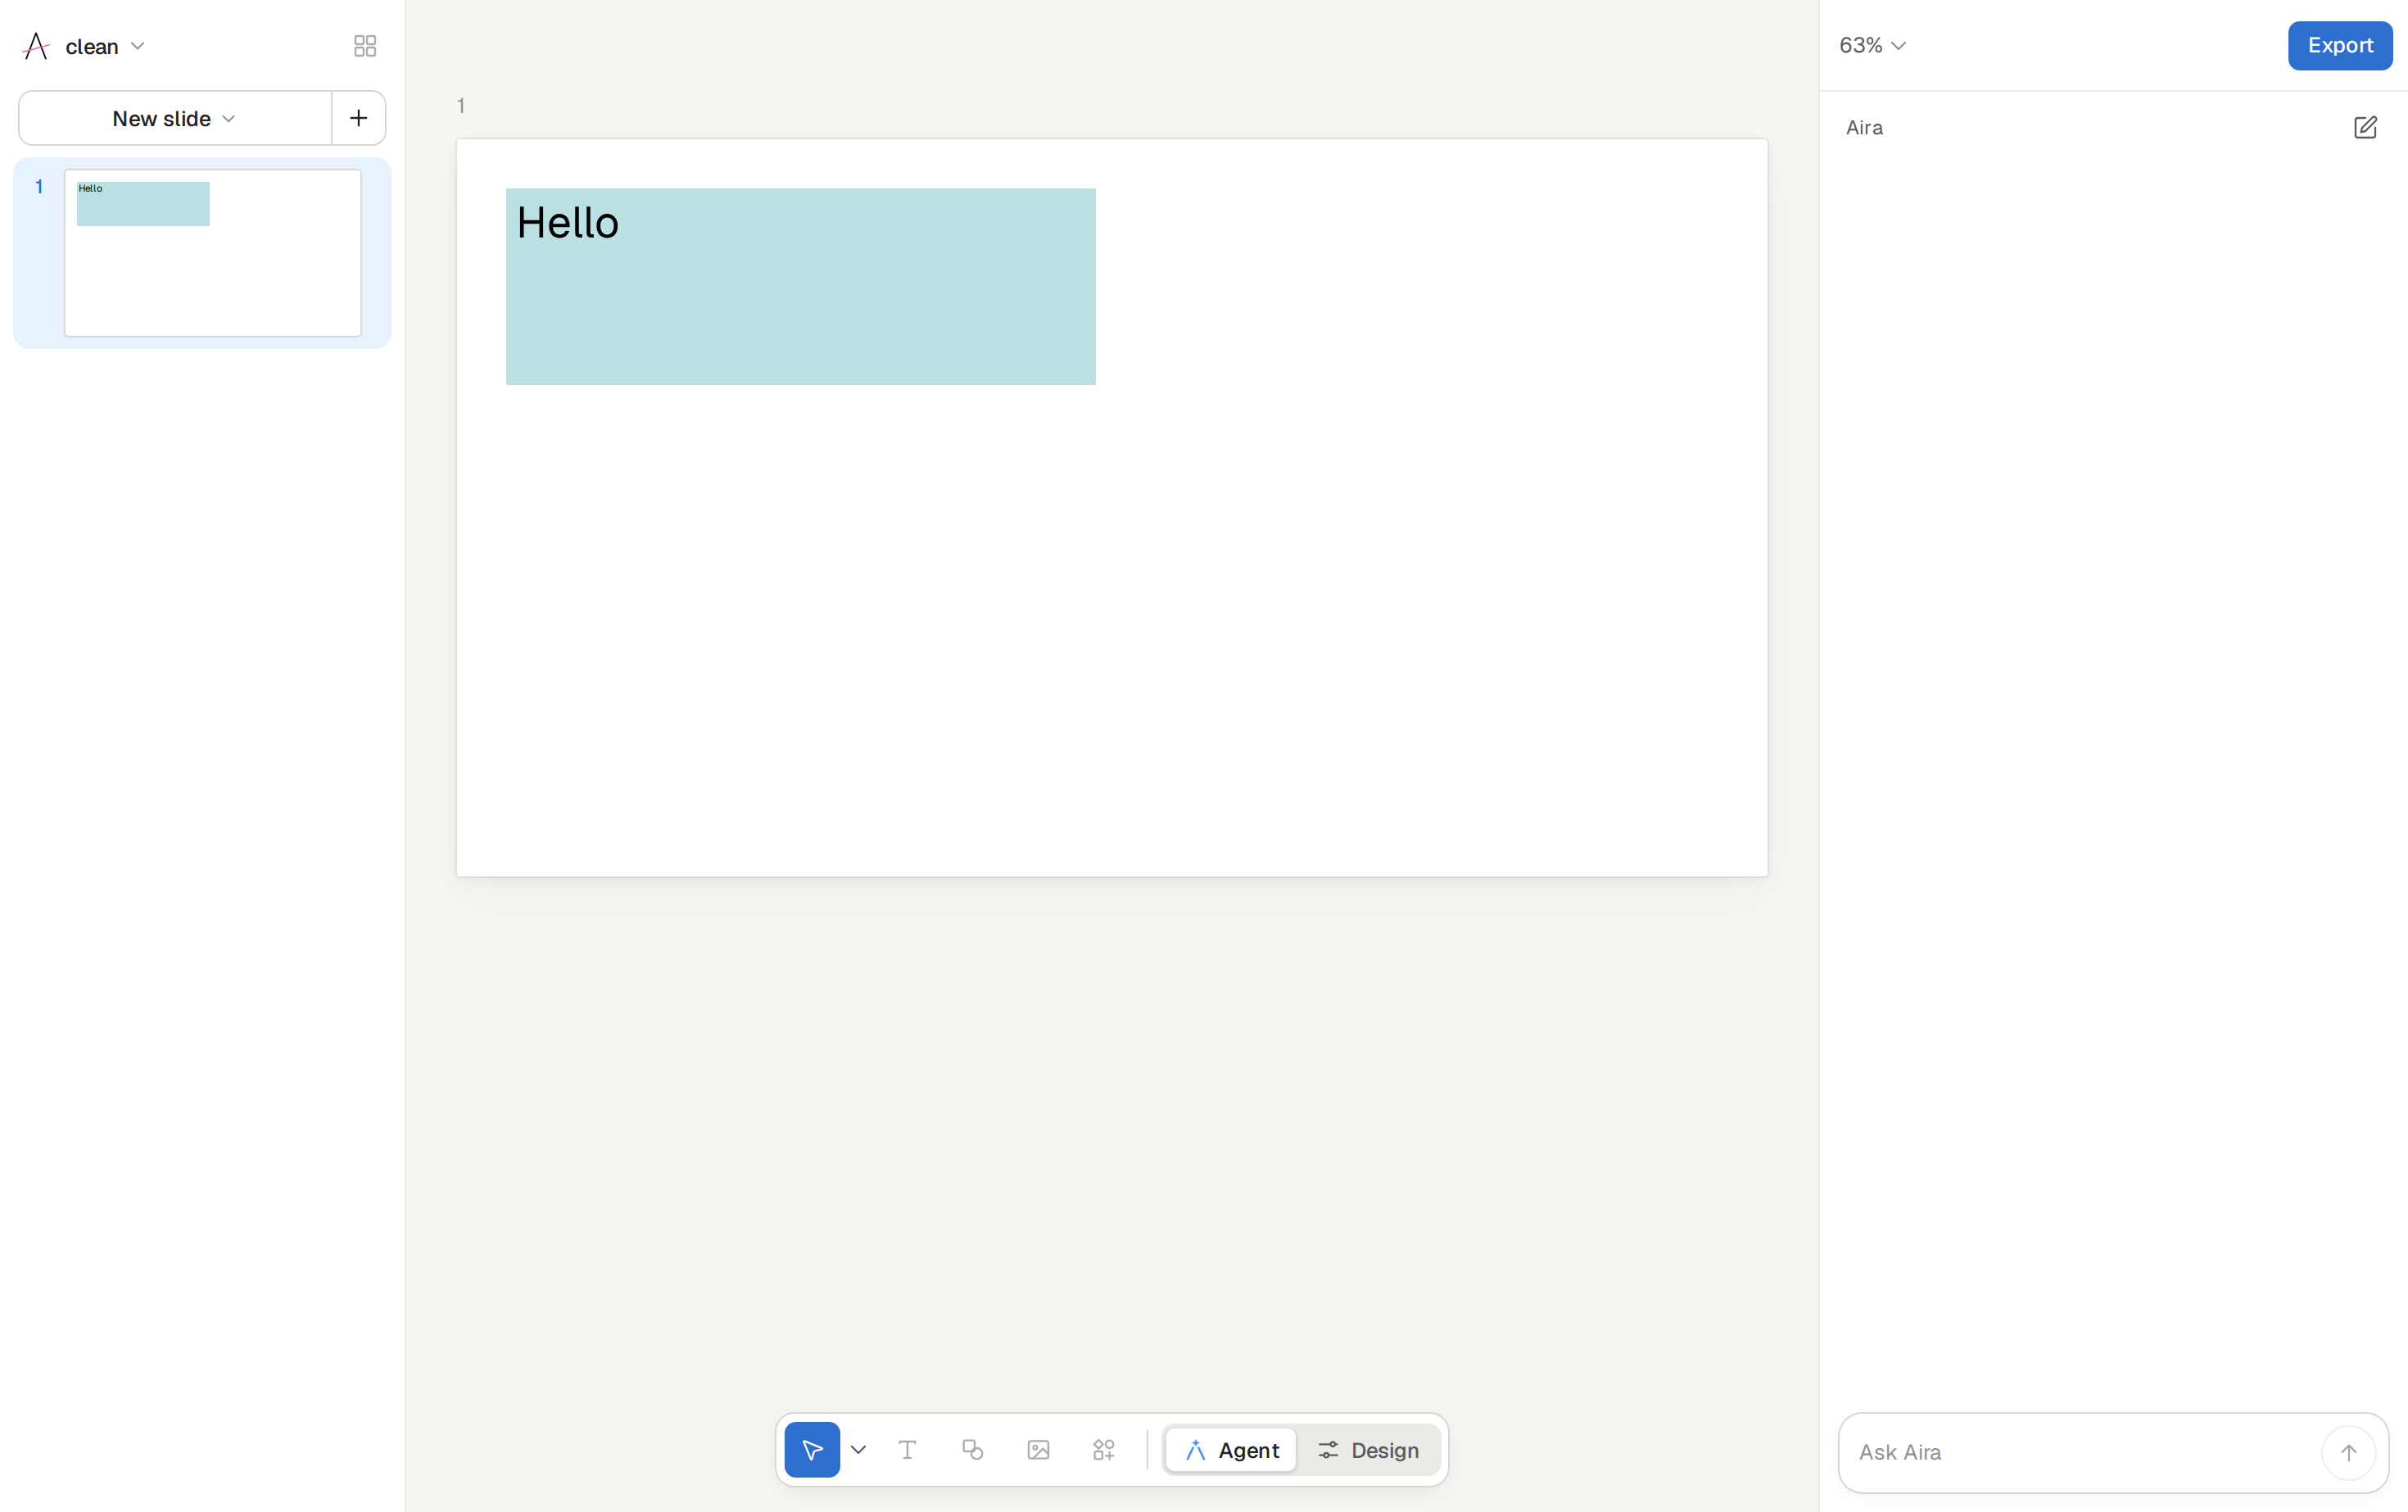 clean
63%
Export
New slide
1
Aira
1
Hello
Hello
Agent
Design
Ask Aira